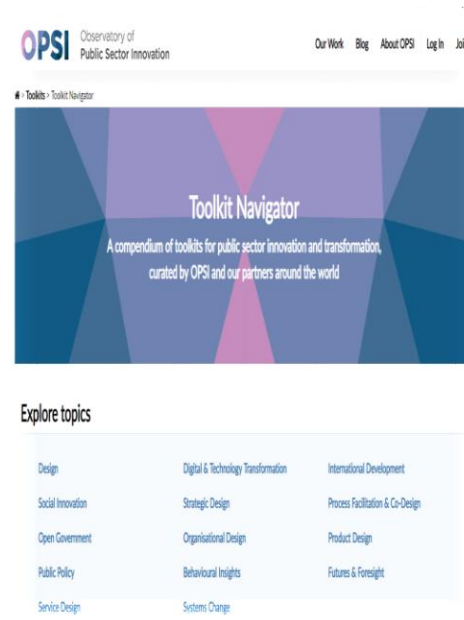 OPSI
Observatory of
Public Sector Innovation
Our Work Blog About OPSI Log In Joi
> Toolkits > Toolkit Navigator
Toolkit Navigator
A compendium of toolkits for public sector innovation and transformation,
curated by OPSI and our partners around the world
Explore topics
Design Digital & Technology Transformation International Development
Social Innovation Strategic Design Process Facilitation & Co-Design
Open Government Organisational Design Product Design
Public Policy Behavioural Insights Futures & Foresight
Service Design Systems Change